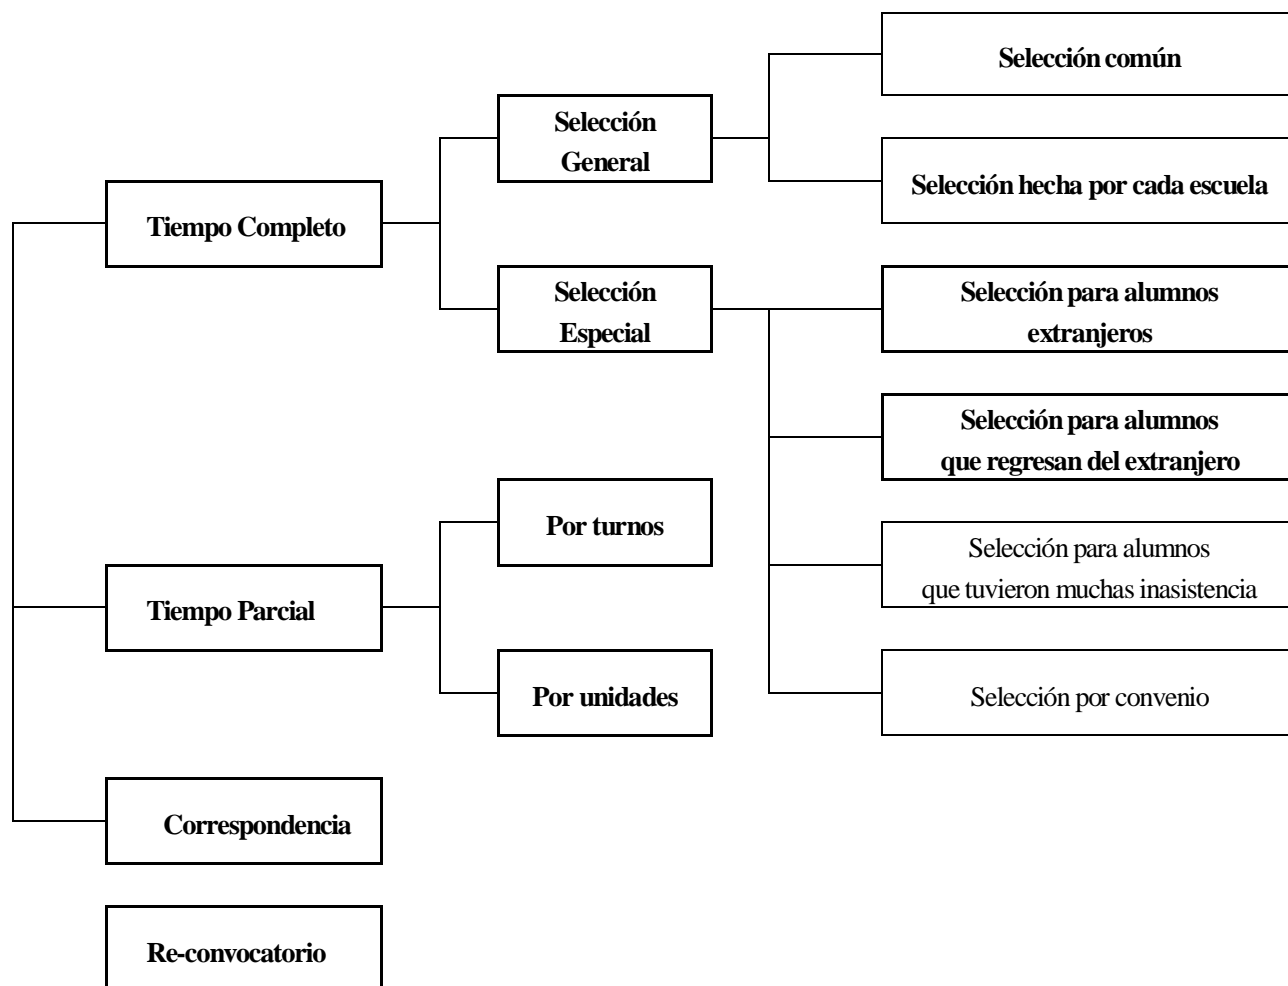 Selección común
Selección
General
Selección hecha por cada escuela
Tiempo Completo
Selección
Especial
Selección para alumnos
extranjeros
Selección para alumnos
que regresan del extranjero
Por turnos
Selección para alumnos
que tuvieron muchas inasistencia
Tiempo Parcial
Por unidades
Selección por convenio
Correspondencia
Re-convocatorio